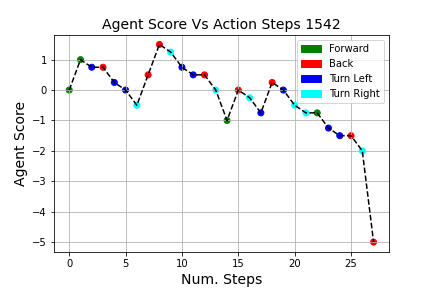 Agent Score Vs Action Steps 1542
Forward
Back
Turn Left
Turn Right
Agent Score
1
0
−1
−2
−3
−4
−5
0 5 10 15 20 25
Num. Steps